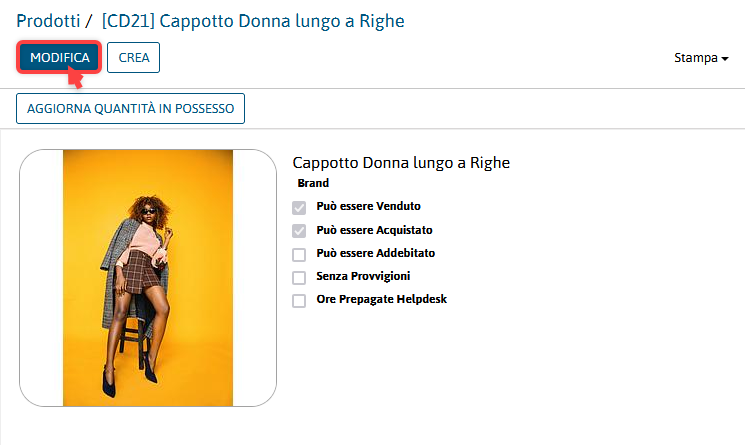 Prodotti / [CD21] Cappotto Donna lungo a Righe
MODIFICA CREA Stampa
AGGIORNA QUANTITÀ IN POSSESSO
Cappotto Donna lungo a Righe
Brand
Può essere Venduto
Può essere Acquistato
Può essere Addebitato
Senza Provvigioni
Ore Prepagate Helpdesk